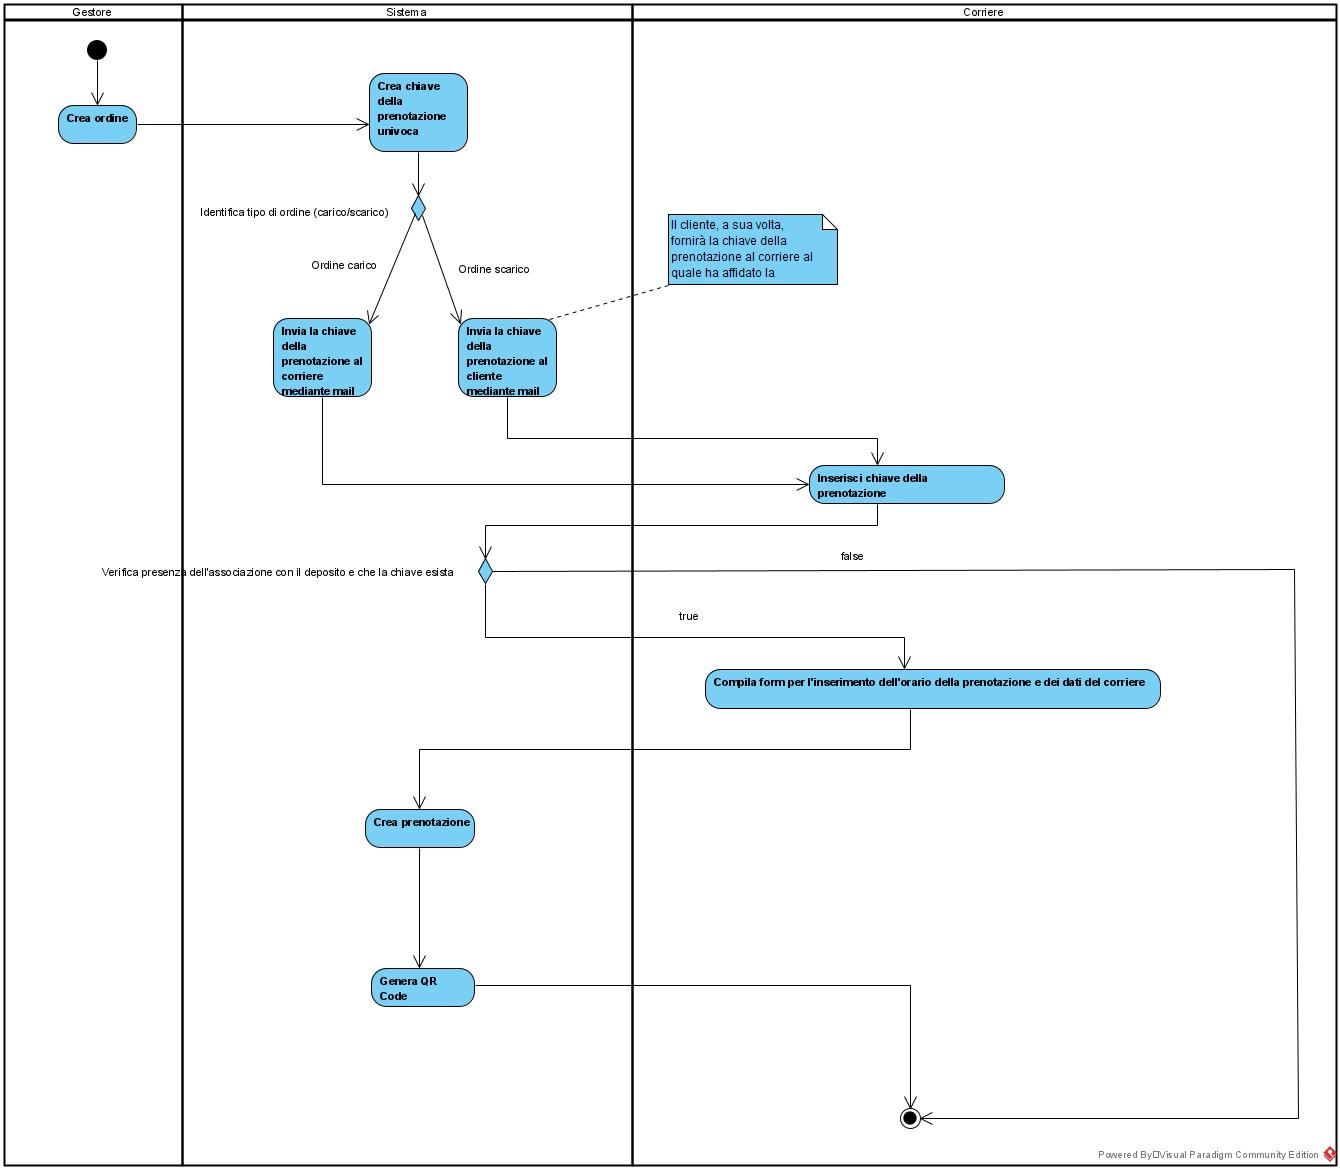 Gestore
Sistema
Corriere
Crea ordine
Crea chiave
della
prenotazione
univoca
Identifica tipo di ordine (carico/scarico)
Il cliente, a sua volta,
fornirà la chiave della
prenotazione al corriere al
quale ha affidato la
Ordine carico
Ordine scarico
Invia la chiave
della
prenotazione al
corriere
mediante mail
Invia la chiave
della
prenotazione al
cliente
mediante mail
Inserisci chiave della
prenotazione
false
Verifica presenza dell'associazione con il deposito e che la chiave esista
true
Compila form per l'inserimento dell'orario della prenotazione e dei dati del corriere
Crea prenotazione
Genera QR
Code
Powered By Visual Paradigm Community Edition